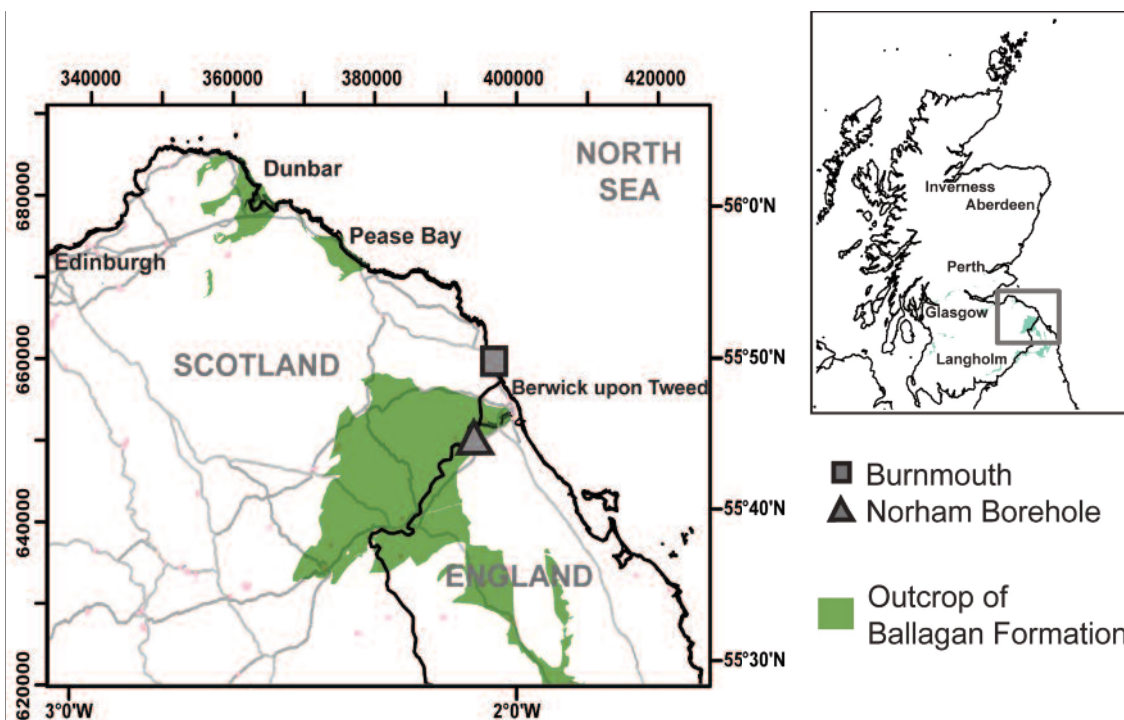 340000 360000 380000 400000 420000
NORTH
SEA
Dunbar
680000
56°0'N
Pease Bay
Edinburgh
SCOTLAND
660000
55°50'N
Berwick upon Tweed
640000
55°40'N
ENGLAND
620000
55°30'N
3°0'W 2°0'W
Inverness
Aberdeen
Perth
Glasgow
Langholm
Burnmouth
Norham Borehole
Outcrop of
Ballagan Formation